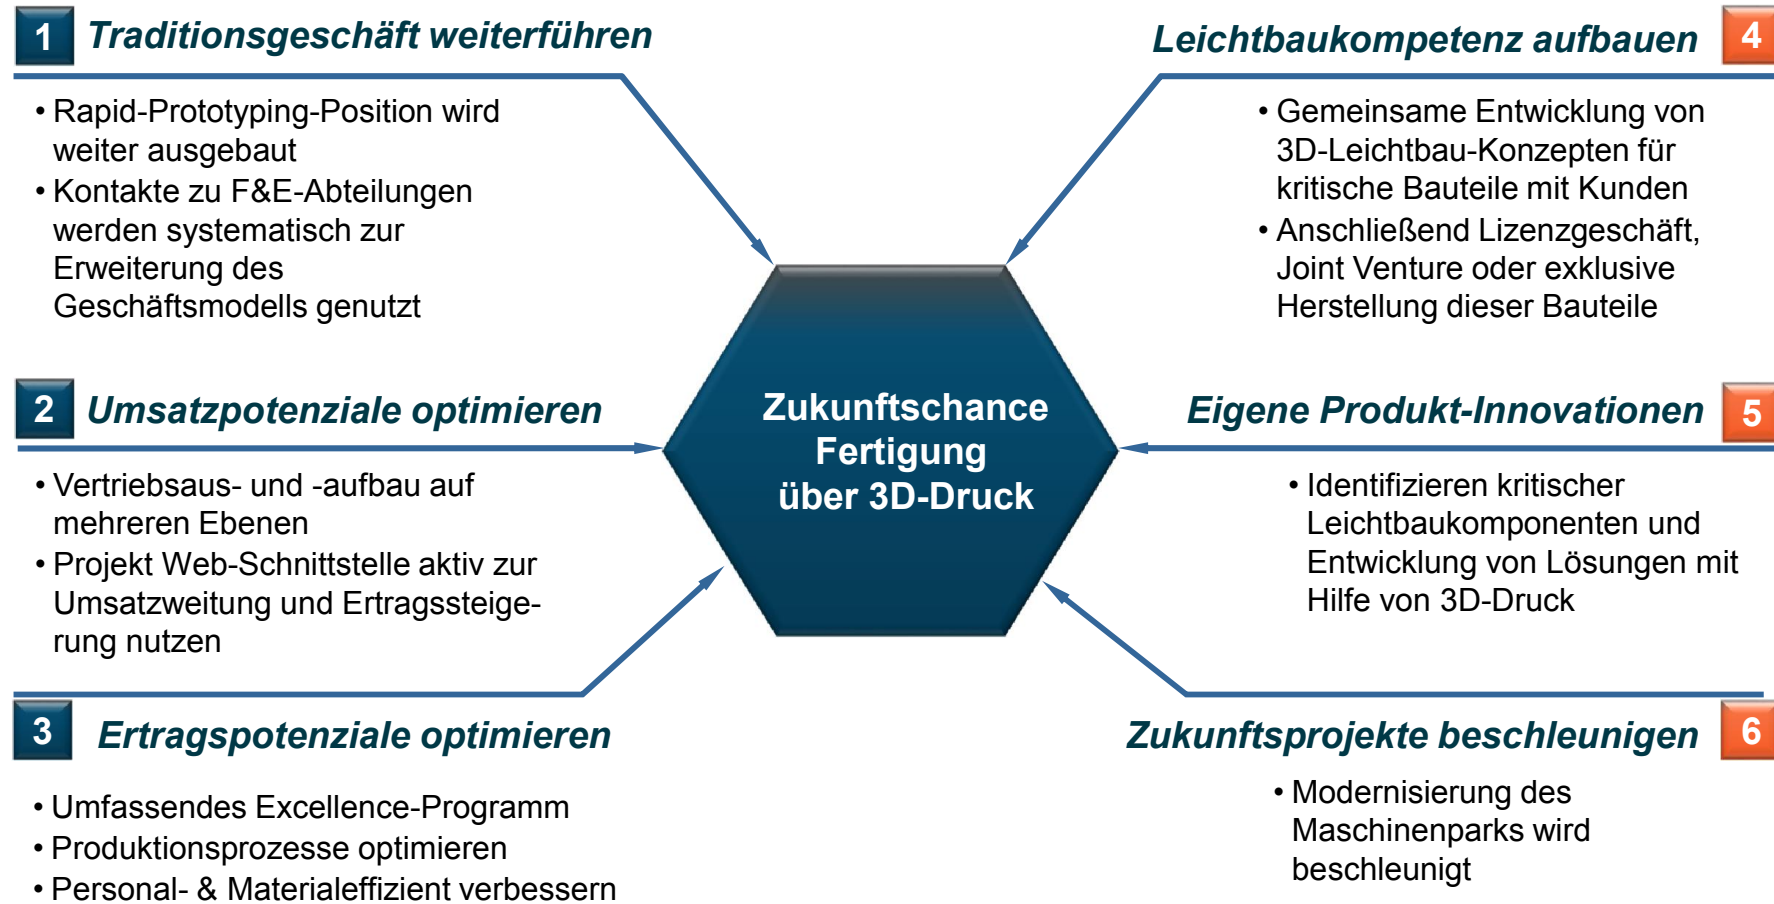 1 Traditionsgeschäft weiterführen
• Rapid-Prototyping-Position wird
weiter ausgebaut
• Kontakte zu F&E-Abteilungen
werden systematisch zur
Erweiterung des
Geschäftsmodells genutzt
2 Umsatzpotenziale optimieren
• Vertriebsaus- und -aufbau auf
mehreren Ebenen
• Projekt Web-Schnittstelle aktiv zur
Umsatzweitung und Ertragssteige-
rung nutzen
3 Ertragspotenziale optimieren
• Umfassendes Excellence-Programm
• Produktionsprozesse optimieren
• Personal- & Materialeffizient verbessern
Zukunftschance
Fertigung
über 3D-Druck
Leichtbaukompetenz aufbauen 4
• Gemeinsame Entwicklung von
3D-Leichtbau-Konzepten für
kritische Bauteile mit Kunden
• Anschließend Lizenzgeschäft,
Joint Venture oder exklusive
Herstellung dieser Bauteile
Eigene Produkt-Innovationen 5
• Identifizieren kritischer
Leichtbaukomponenten und
Entwicklung von Lösungen mit
Hilfe von 3D-Druck
Zukunftsprojekte beschleunigen 6
• Modernisierung des
Maschinenparks wird
beschleunigt